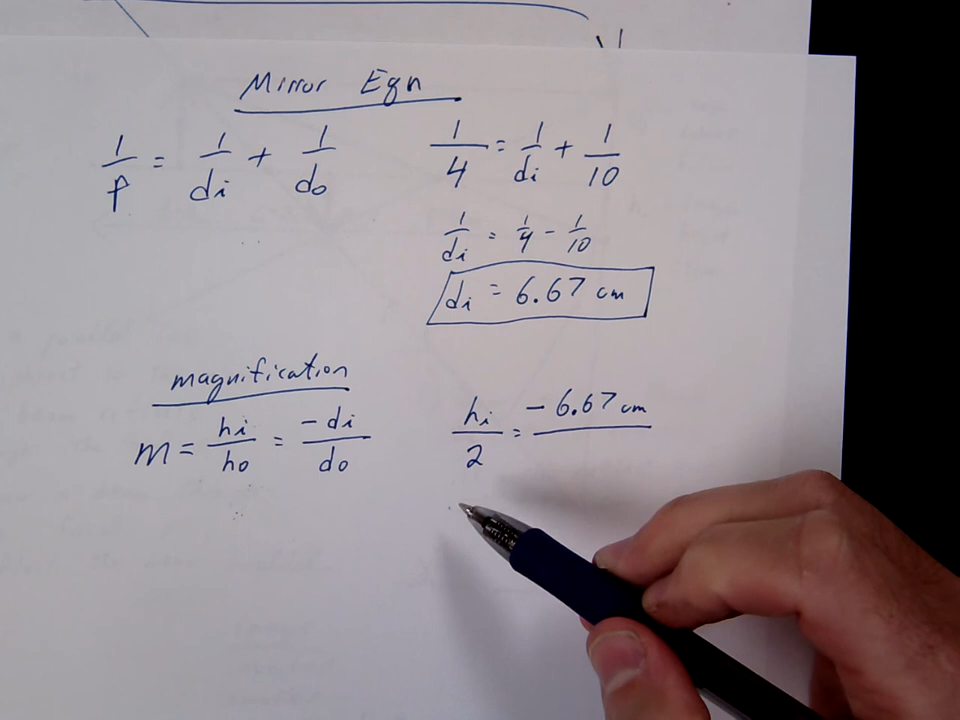 Mirror Eqn
1/f = 1/di + 1/do
1/4 = 1/di + 1/10
1/di = 1/4 - 1/10
di = 6.67 cm
magnification
m = hi/ho = -di/do
hi/2 = -6.67 cm